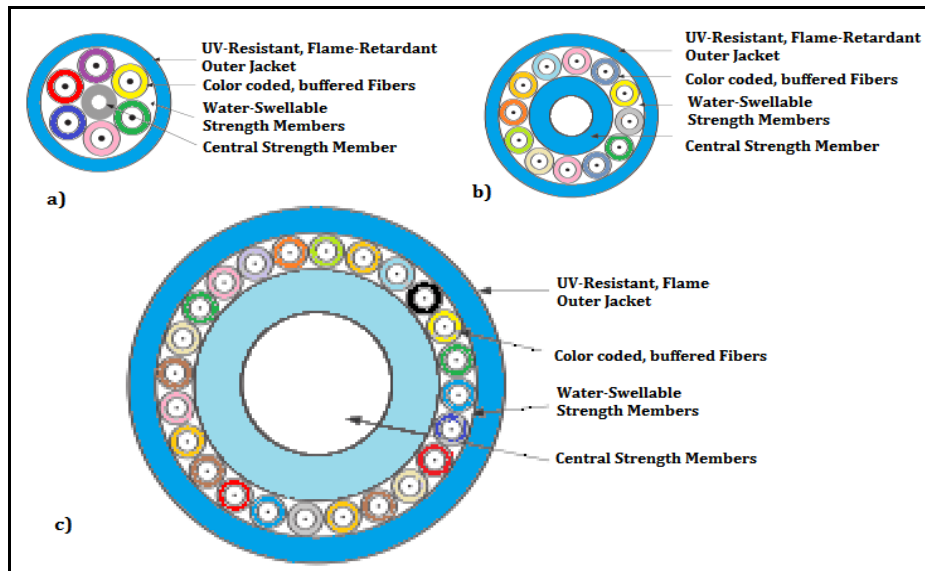 UV-Resistant, Flame-Retardant
Outer Jacket
Color coded, buffered Fibers
Water-Swellable
Strength Members
Central Strength Member
a)
UV-Resistant, Flame-Retardant
Outer Jacket
Color coded, buffered Fibers
Water-Swellable
Strength Members
Central Strength Member
b)
UV-Resistant, Flame
Outer Jacket
Color coded, buffered Fibers
Water-Swellable
Strength Members
Central Strength Members
c)